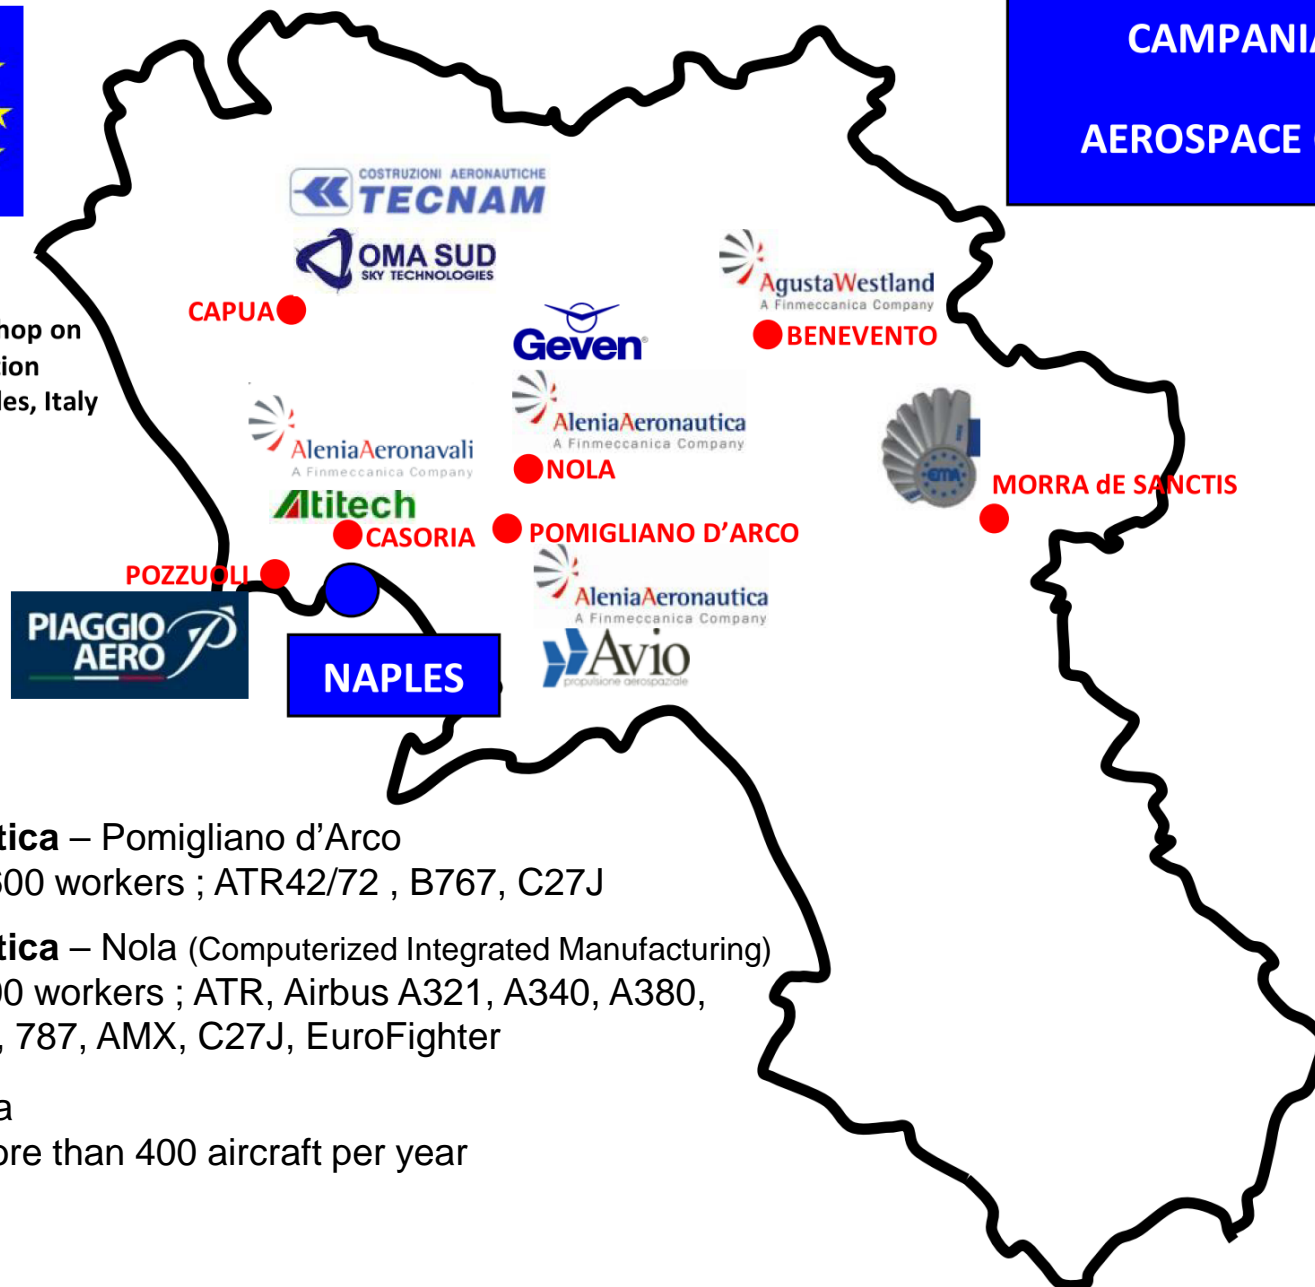 CAMPANIA
AEROSPACE
COSTRUZIONI AERONAUTICHE
TECNAM
OMA SUD
SKY TECHNOLOGIES
CAPUA
AgustaWestland
A Finmeccanica Company
BENEVENTO
Geven
hop on
tion
les, Italy
AleniaAeronautica
A Finmeccanica Company
NOLA
AleniaAeronavali
A Finmeccanica Company
Atitech
CASORIA
EMA
MORRA dE SANCTIS
POMIGLIANO D’ARCO
POZZUOLI
AleniaAeronautica
A Finmeccanica Company
PIAGGIO
AERO
Avio
propulsione aerospaziale
NAPLES
tica – Pomigliano d’Arco
600 workers ; ATR42/72 , B767, C27J
tica – Nola (Computerized Integrated Manufacturing)
00 workers ; ATR, Airbus A321, A340, A380,
, 787, AMX, C27J, EuroFighter
a
ore than 400 aircraft per year